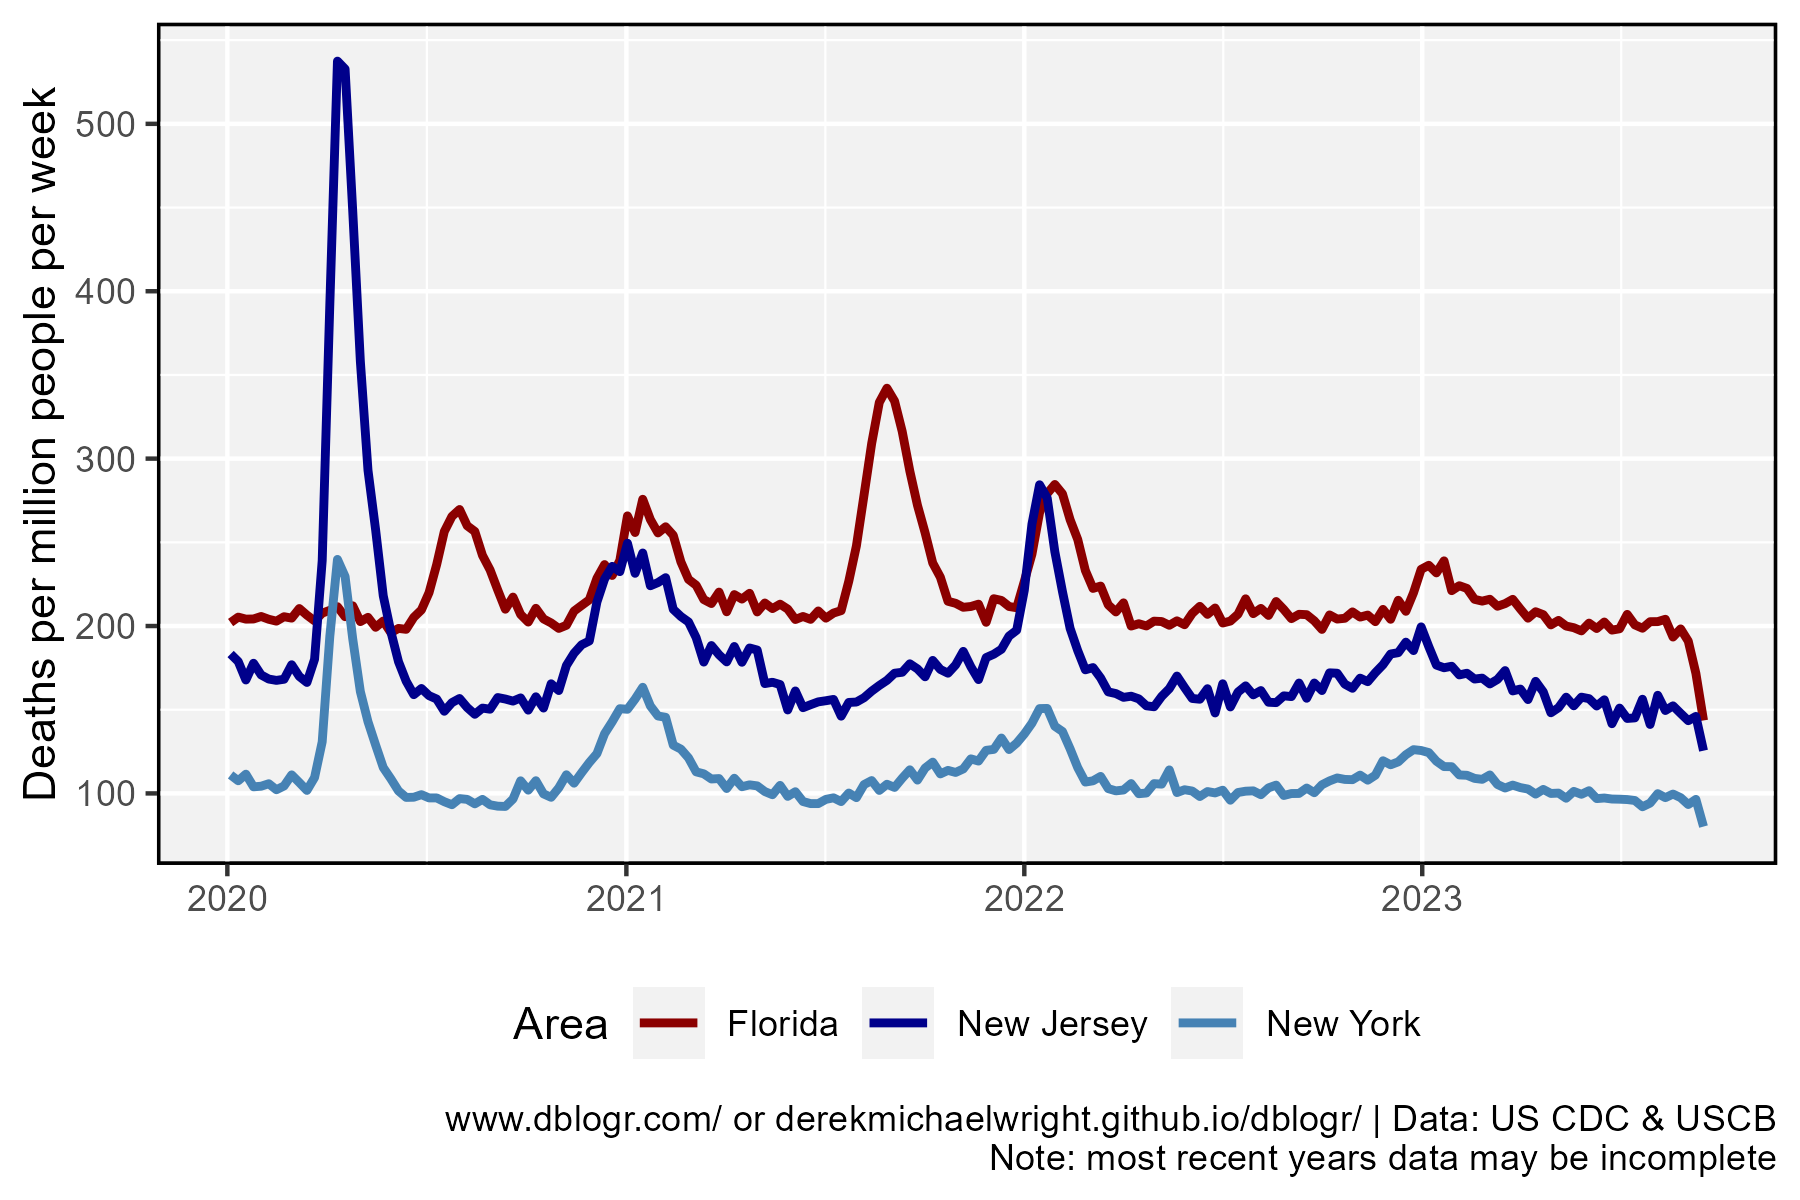 Deaths per million people per week
500
400
300
200
100
2020 2021 2022 2023
Area Florida New Jersey New York
www.dblogr.com/ or derekmichaelwright.github.io/dblogr/ | Data: US CDC & USCB
Note: most recent years data may be incomplete